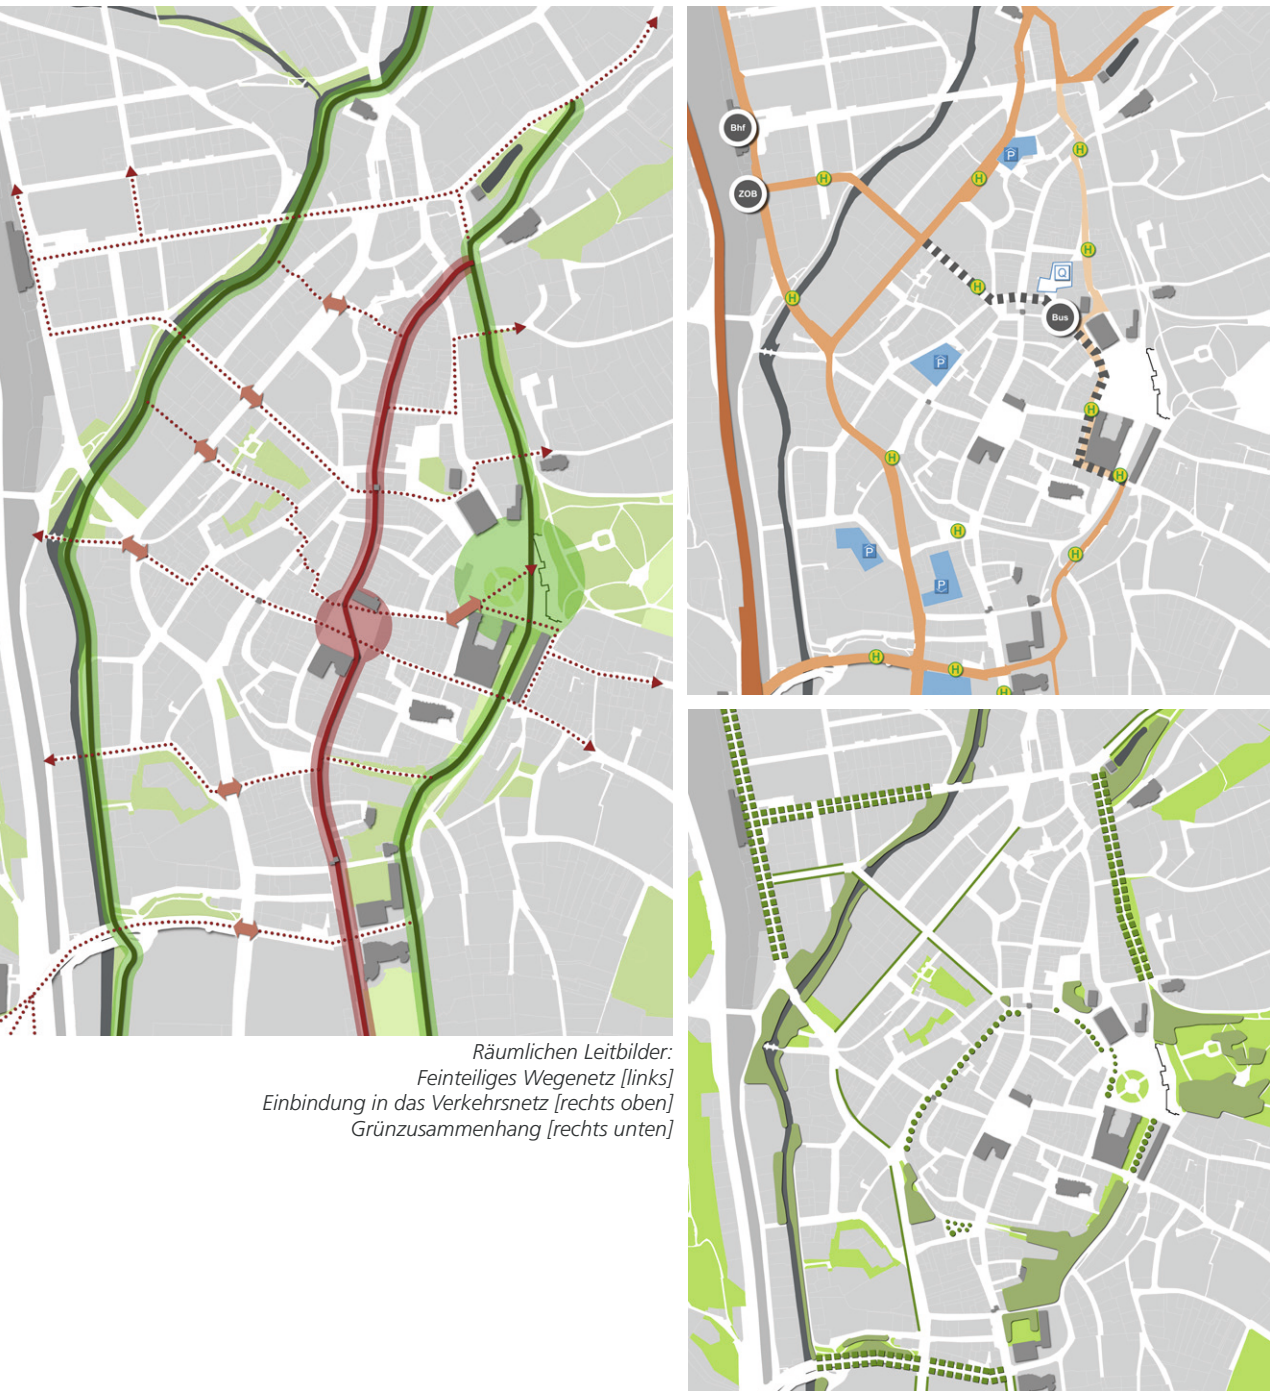 Bhf
P
H
H
H
ZOB
H
Q
H
H
Bus
P
H
H
H
H
P
H
P
H
H
H
Räumlichen Leitbilder:
Feinteiliges Wegenetz [links]
Einbindung in das Verkehrsnetz [rechts oben]
Grünzusammenhang [rechts unten]